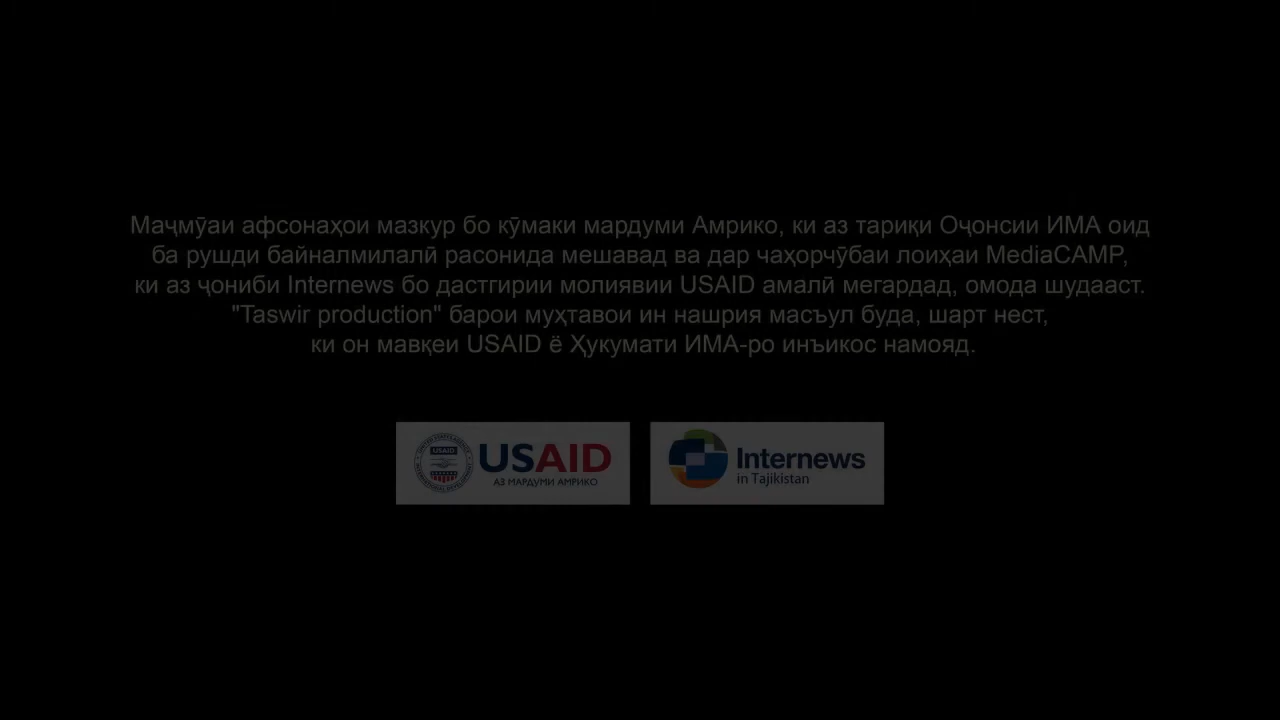 Маҷмӯаи афсонаҳои мазкур бо кӯмаки мардуми Амрико, ки аз тариқи Оҷонсии ИМА оид
ба рушди байналмилалӣ расонида мешавад ва дар чаҳорчӯбаи лоиҳаи MediaCAMP,
ки аз ҷониби Internews бо дастгирии молиявии USAID амалӣ мегардад, омода шудааст.
"Taswir production" барои муҳтавои ин нашрия масъул буда, шарт нест,
ки он мавқеи USAID ё Ҳукумати ИМА-ро инъикос намояд.
USAID
USAID
АЗ МАРДУМИ АМРИКО
Internews
in Tajikistan